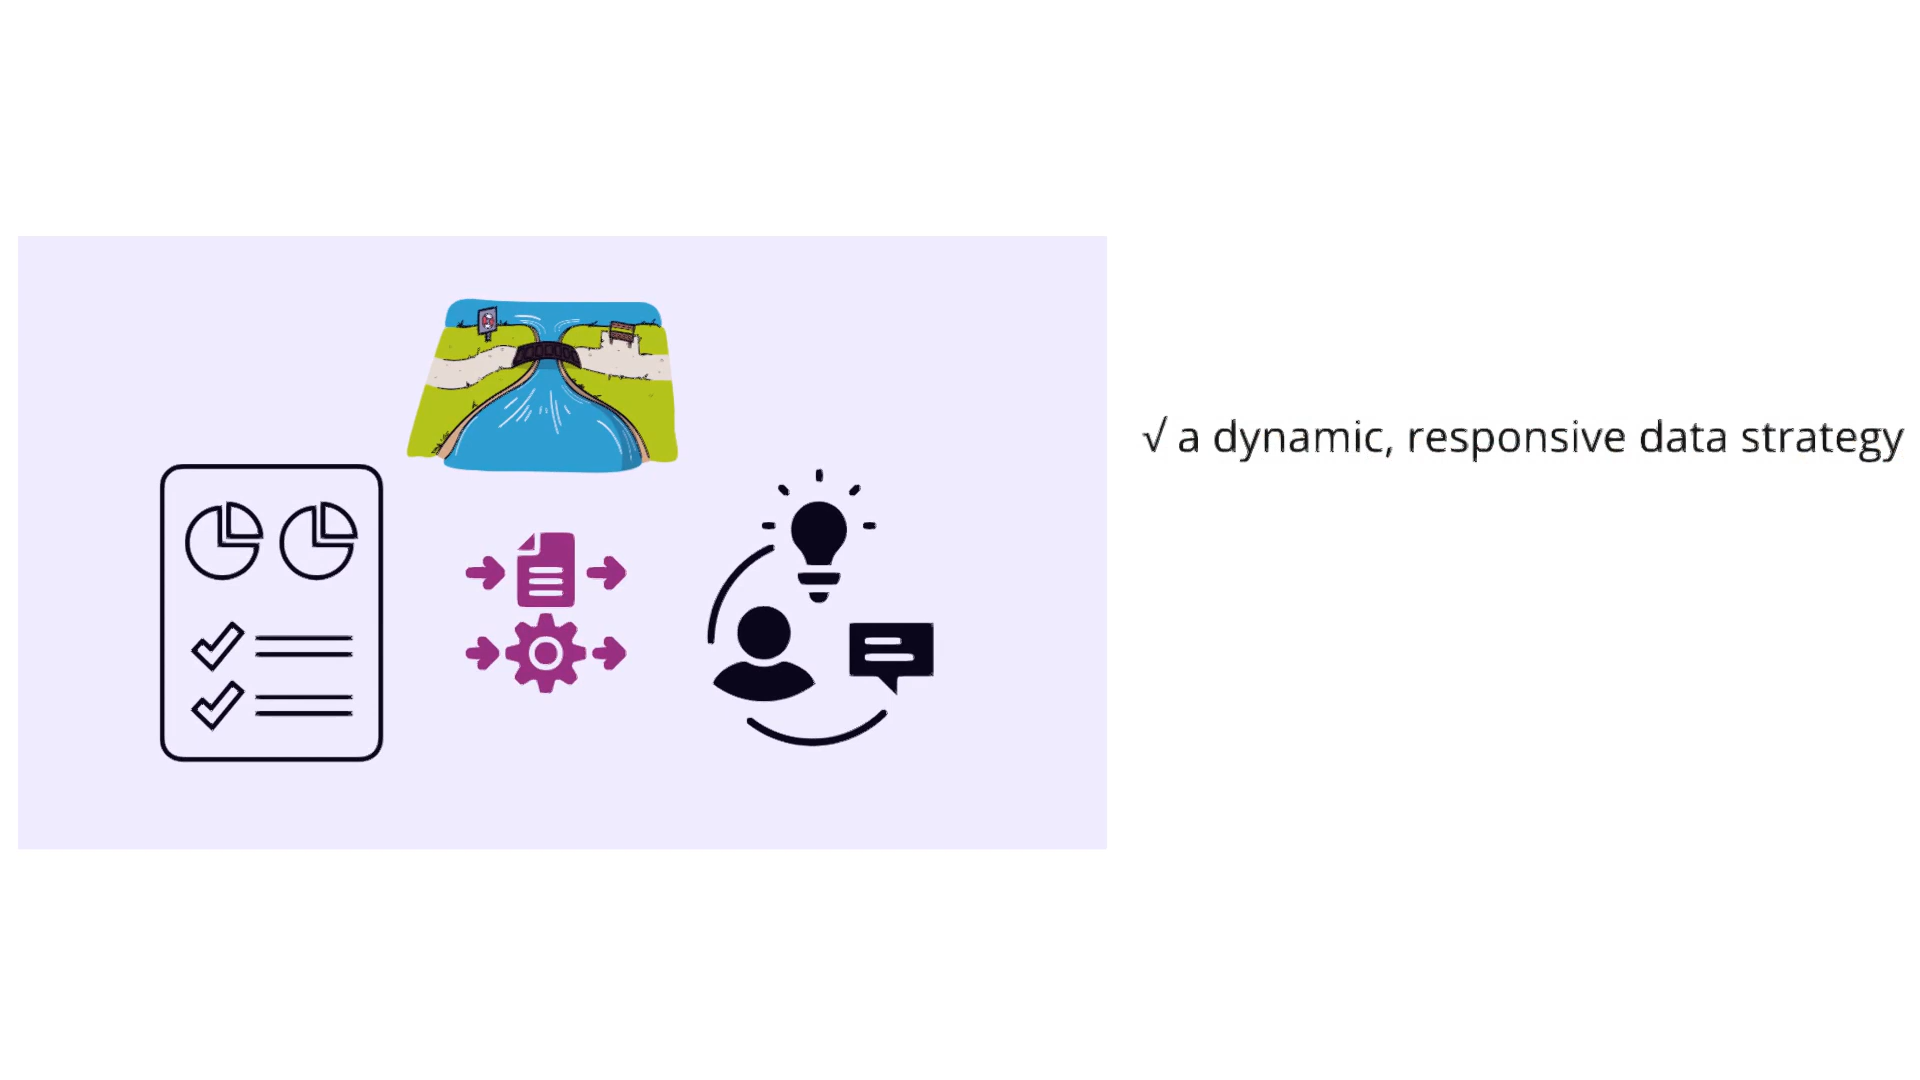 √ a dynamic, responsive data strategy